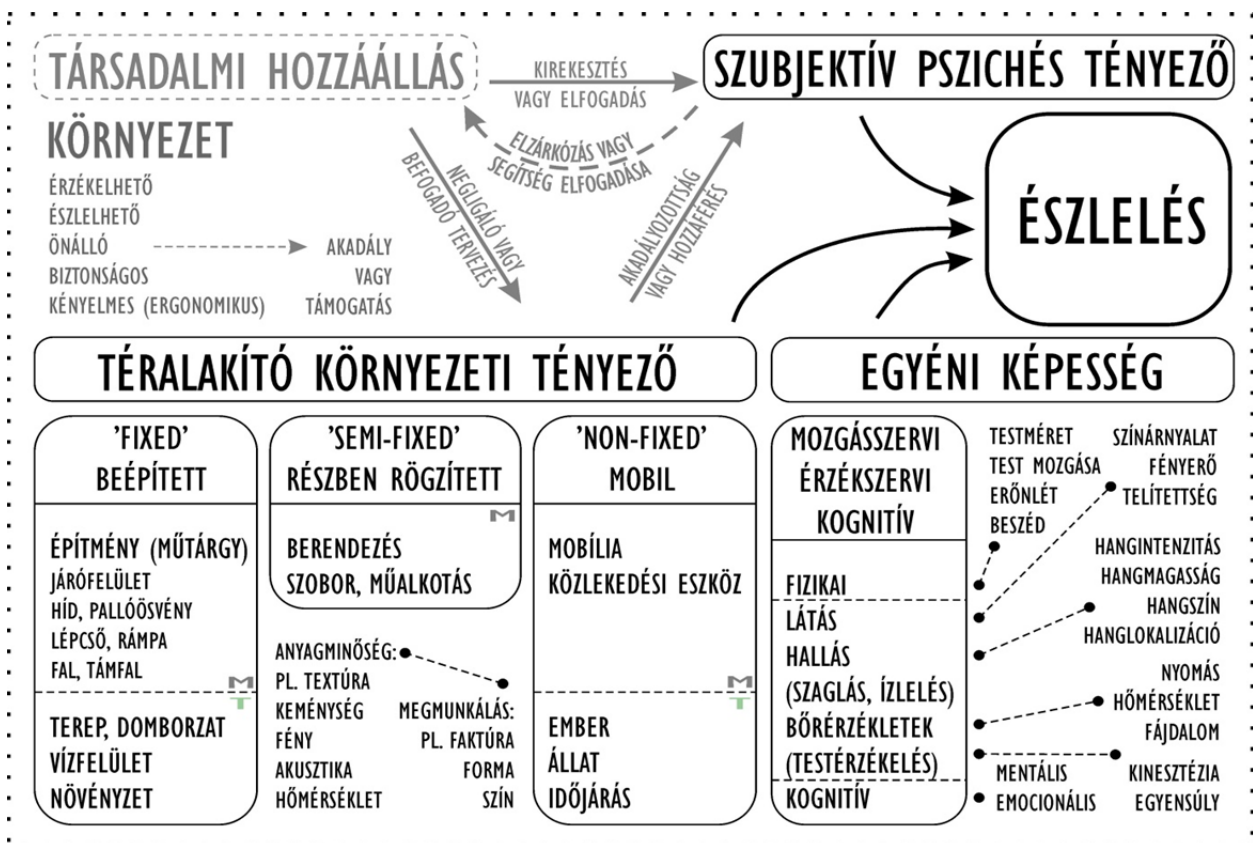 TÁRSADALMI HOZZÁÁLLÁS
KIREKESZTÉS
VAGY ELFOGADÁS
SZUBJEKTÍV PSZICHÉS TÉNYEZŐ
ELZÁRKÓZÁS VAGY
SEGÍTSÉG ELFOGADÁSA
NEGLIGÁLÓ VAGY
BEFOGADÓ TERVEZÉS
AKADÁLYOZOTTSÁG
VAGY HOZZÁFÉRÉS
KÖRNYEZET
ÉRZÉKELHETŐ
ÉSZLELHETŐ
ÖNÁLLÓ
BIZTONSÁGOS
KÉNYELMES (ERGONOMIKUS)
AKADÁLY
VAGY
TÁMOGATÁS
ÉSZLELÉS
TÉRALAKÍTÓ KÖRNYEZETI TÉNYEZŐ
EGYÉNI KÉPESSÉG
'FIXED'
BEÉPÍTETT
ÉPÍTMÉNY (MŰTÁRGY)
JÁRÓFELÜLET
HÍD, PALLÓÖSVÉNY
LÉPCSŐ, RÁMPA
FAL, TÁMFAL
M
T
TEREP, DOMBORZAT
VÍZFELÜLET
NÖVÉNYZET
'SEMI-FIXED'
RÉSZBEN RÖGZÍTETT
M
BERENDEZÉS
SZOBOR, MŰALKOTÁS
ANYAGMINŐSÉG:
PL. TEXTÚRA
KEMÉNYSÉG
FÉNY
AKUSZTIKA
HŐMÉRSÉKLET
MEGMUNKÁLÁS:
PL. FAKTÚRA
FORMA
SZÍN
'NON-FIXED'
MOBIL
MOBÍLIA
KÖZLEKEDÉSI ESZKÖZ
M
T
EMBER
ÁLLAT
IDŐJÁRÁS
MOZGÁSSZERVI
ÉRZÉKSZERVI
KOGNITÍV
FIZIKAI
LÁTÁS
HALLÁS
(SZAGLÁS, ÍZLELÉS)
BŐRÉRZÉKLETEK
(TESTÉRZÉKELÉS)
KOGNITÍV
TESTMÉRET
TEST MOZGÁSA
ERŐNLÉT
BESZÉD
SZÍNÁRNYALAT
FÉNYERŐ
TELÍTETTSÉG
HANGINTENZITÁS
HANGMAGASSÁG
HANGSZÍN
HANGLOKALIZÁCIÓ
NYOMÁS
HŐMÉRSÉKLET
FÁJDALOM
KINESZTÉZIA
EGYENSÚLY
MENTÁLIS
EMOCIONÁLIS